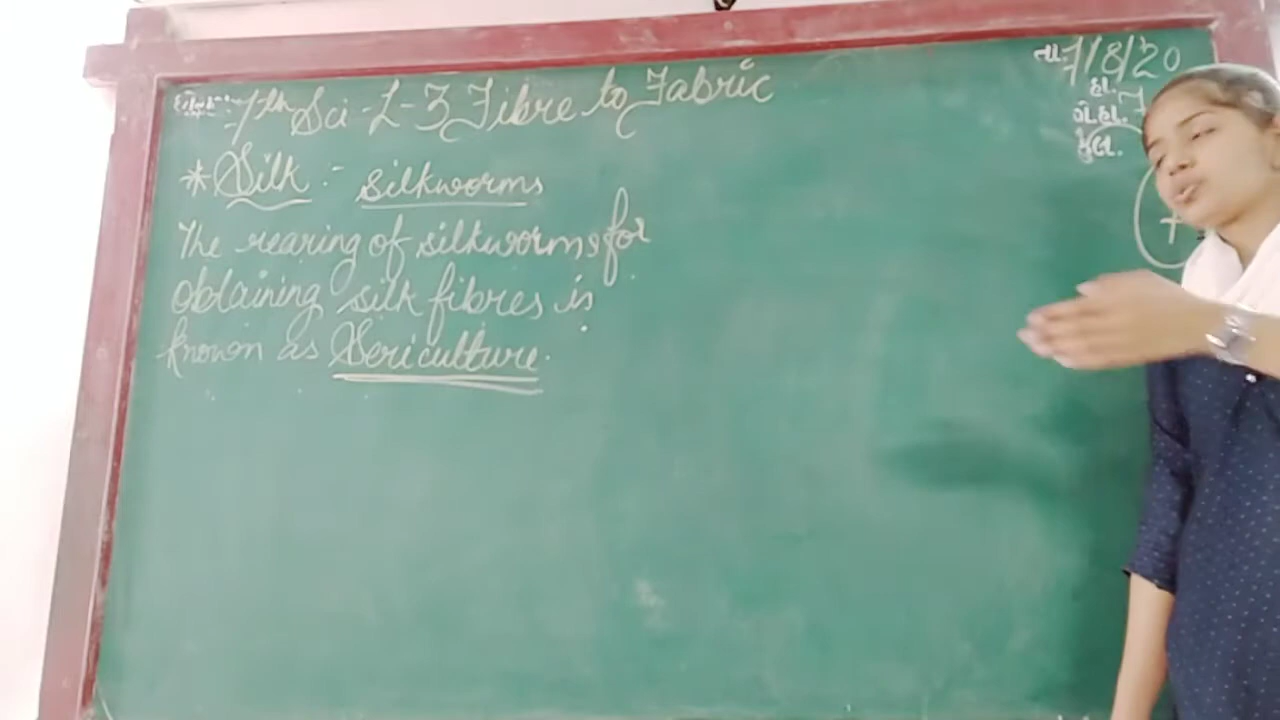 7th Sci - L-3 Fibre to Fabric
તા. 7/8/20
હા. 7
ગે.હા.
કુલ.
* Silk :- silkworms
The rearing of silkworms for
obtaining silk fibres is
known as Sericulture.
+